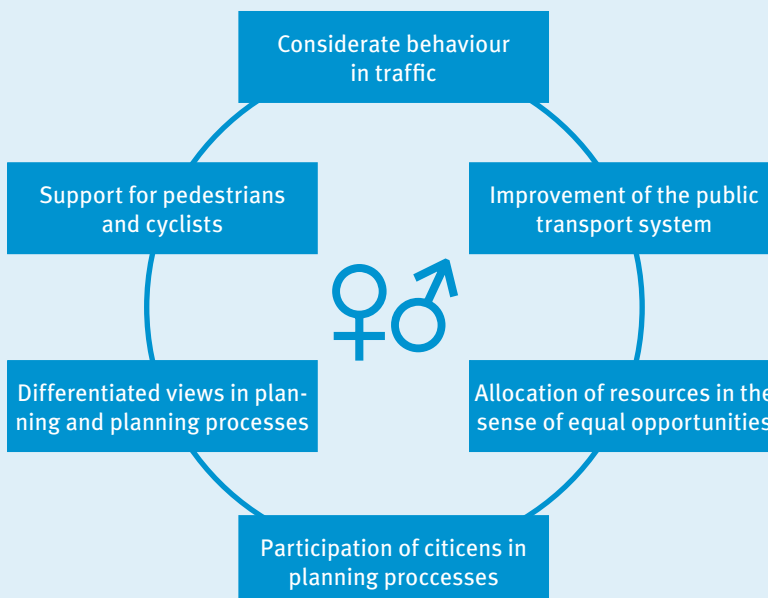 Considerate behaviour
in traffic
Support for pedestrians
and cyclists
Improvement of the public
transport system
Differentiated views in plan-
ning and planning processes
Allocation of resources in the
sense of equal opportunities
Participation of citicens in
planning proccesses